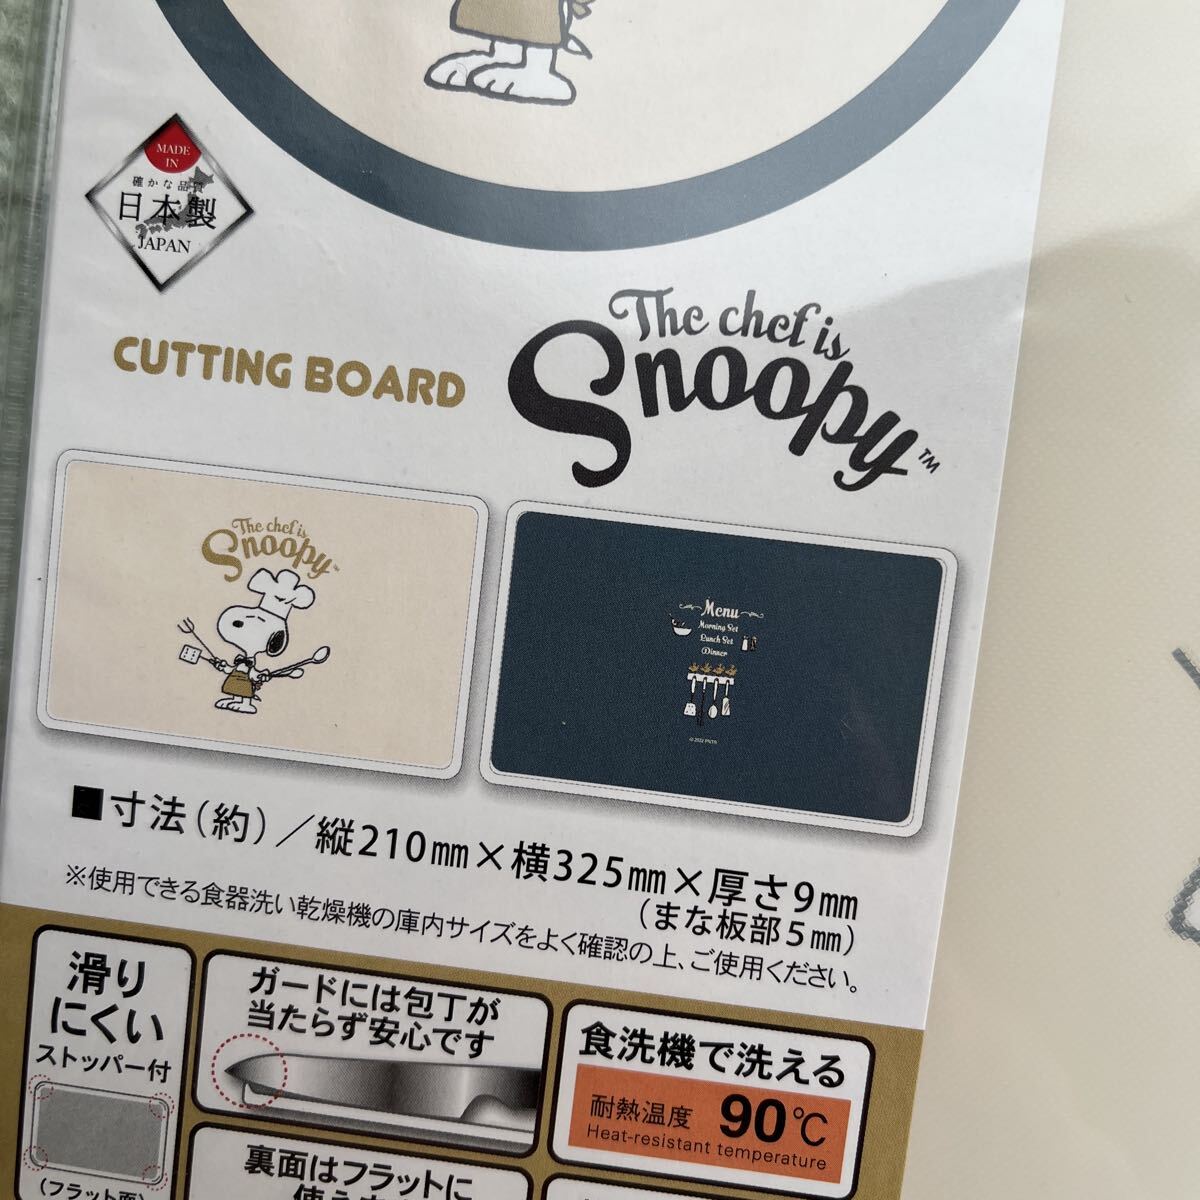 MADE
IN
確かな品質
日本製
JAPAN
CUTTING BOARD
The chef is
Snoopy™
The chef is
Snoopy™
Menu
Morning Set
Lunch Set
Dinner
■寸法(約)/縦210㎜×横325㎜×厚さ9㎜
(まな板部5㎜)
※使用できる食器洗い乾燥機の庫内サイズをよく確認の上、ご使用ください。
滑り
にくい
ストッパー付
(フラット面)
ガードには包丁が
当たらず安心です
食洗機で洗える
耐熱温度 90℃
Heat-resistant temperature
裏面はフラットに